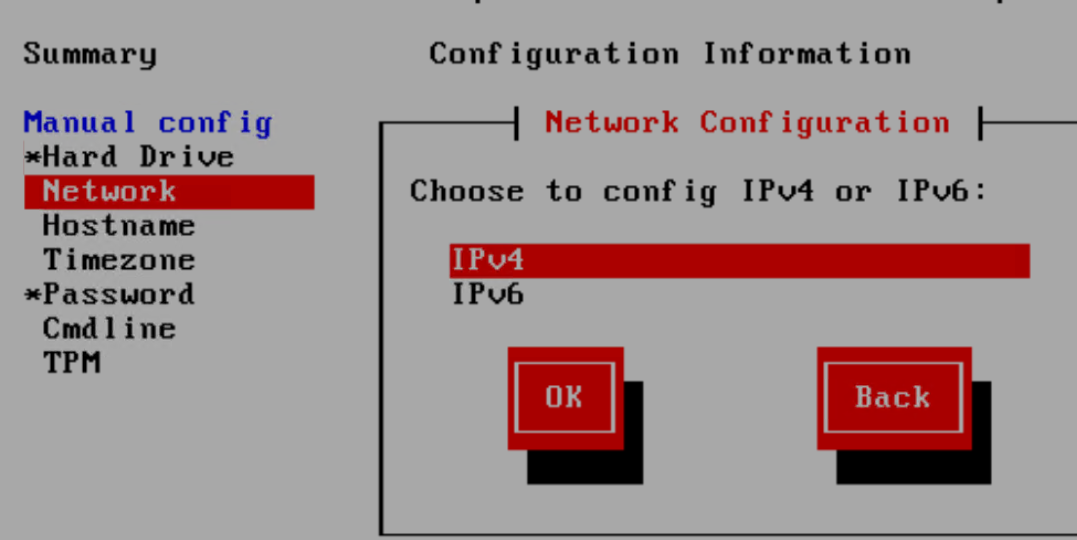 Summary
Configuration Information
Manual config
*Hard Drive
Network
Hostname
Timezone
*Password
Cmdline
TPM
Network Configuration
Choose to config IPv4 or IPv6:
IPv4
IPv6
OK
Back